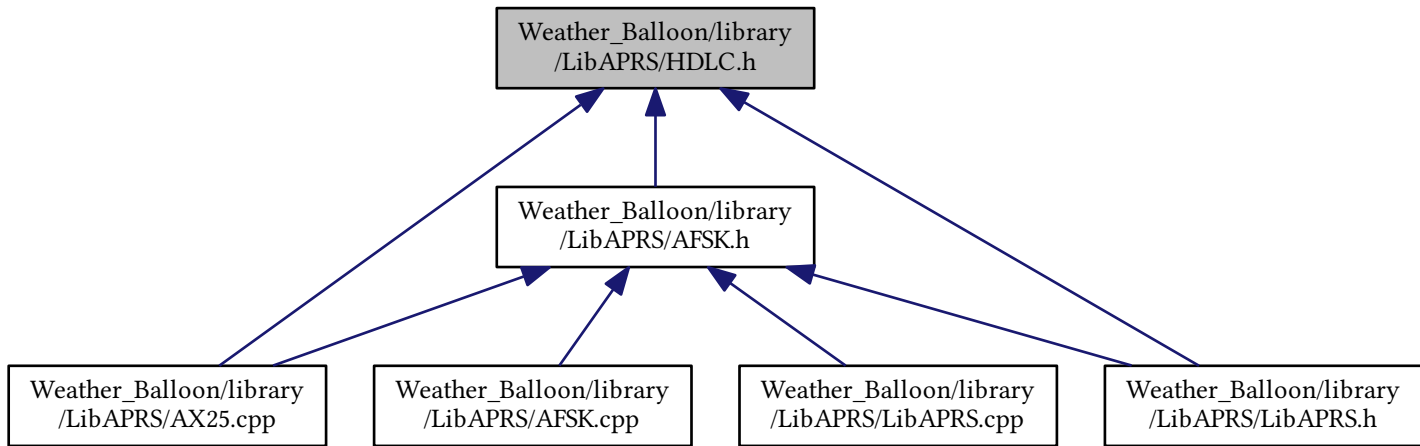 Weather_Balloon/library
/LibAPRS/HDLC.h
Weather_Balloon/library
/LibAPRS/AFSK.h
Weather_Balloon/library
/LibAPRS/AX25.cpp
Weather_Balloon/library
/LibAPRS/AFSK.cpp
Weather_Balloon/library
/LibAPRS/LibAPRS.cpp
Weather_Balloon/library
/LibAPRS/LibAPRS.h